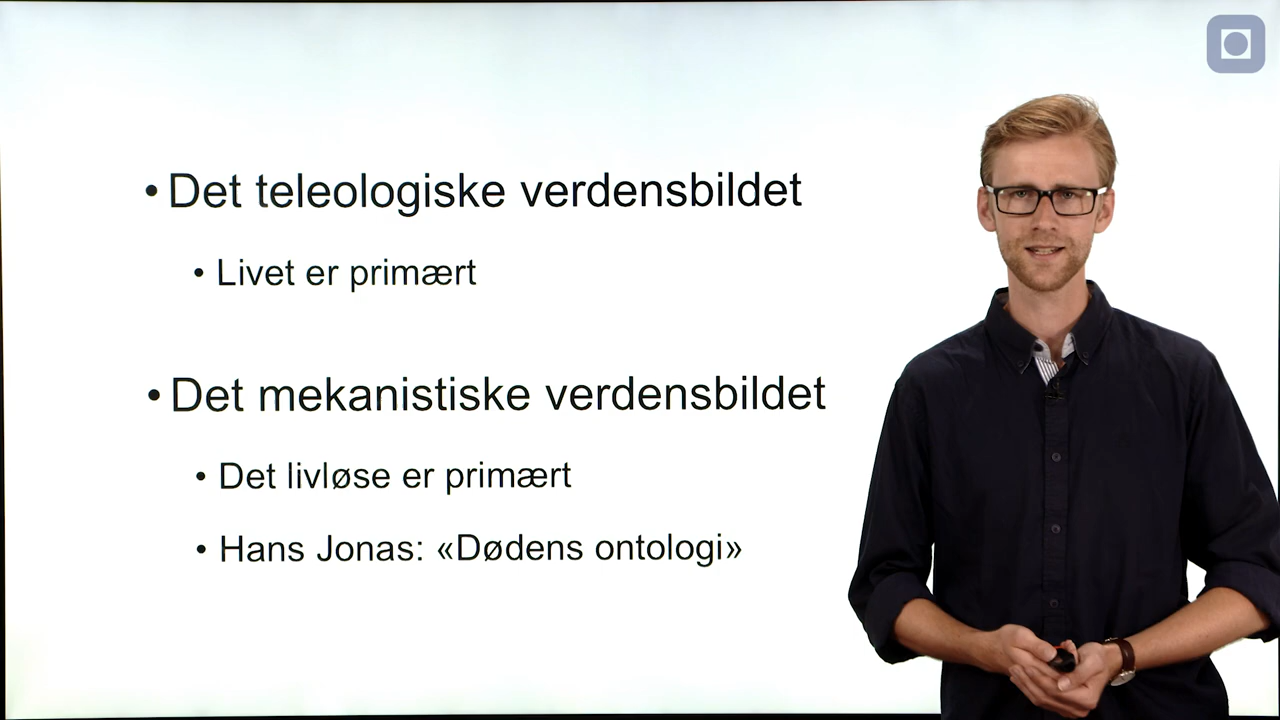 • Det teleologiske verdensbildet
• Livet er primært
• Det mekanistiske verdensbildet
• Det livløse er primært
• Hans Jonas: «Dødens ontologi»